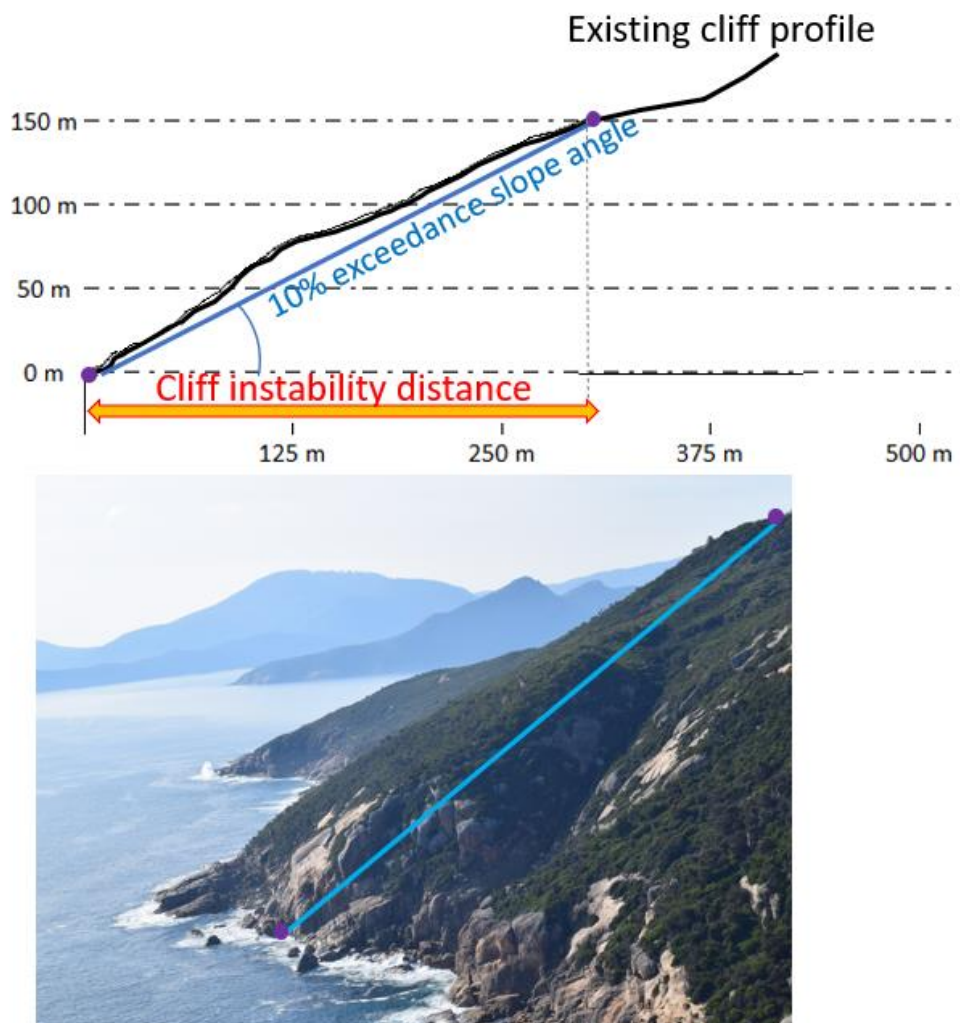 Existing cliff profile
150 m
100 m
10% exceedance slope angle
50 m
0 m
Cliff instability distance
125 m
250 m
375 m
500 m